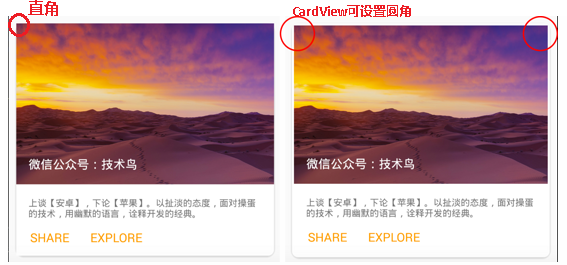 直角
CardView可设置圆角
微信公众号：技术鸟
上谈【安卓】，下论【苹果】。以扯淡的态度，面对操蛋
的技术，用幽默的语言，诠释开发的经典。
SHARE EXPLORE
微信公众号：技术鸟
上谈【安卓】，下论【苹果】。以扯淡的态度，面对操蛋
的技术，用幽默的语言，诠释开发的经典。
SHARE EXPLORE